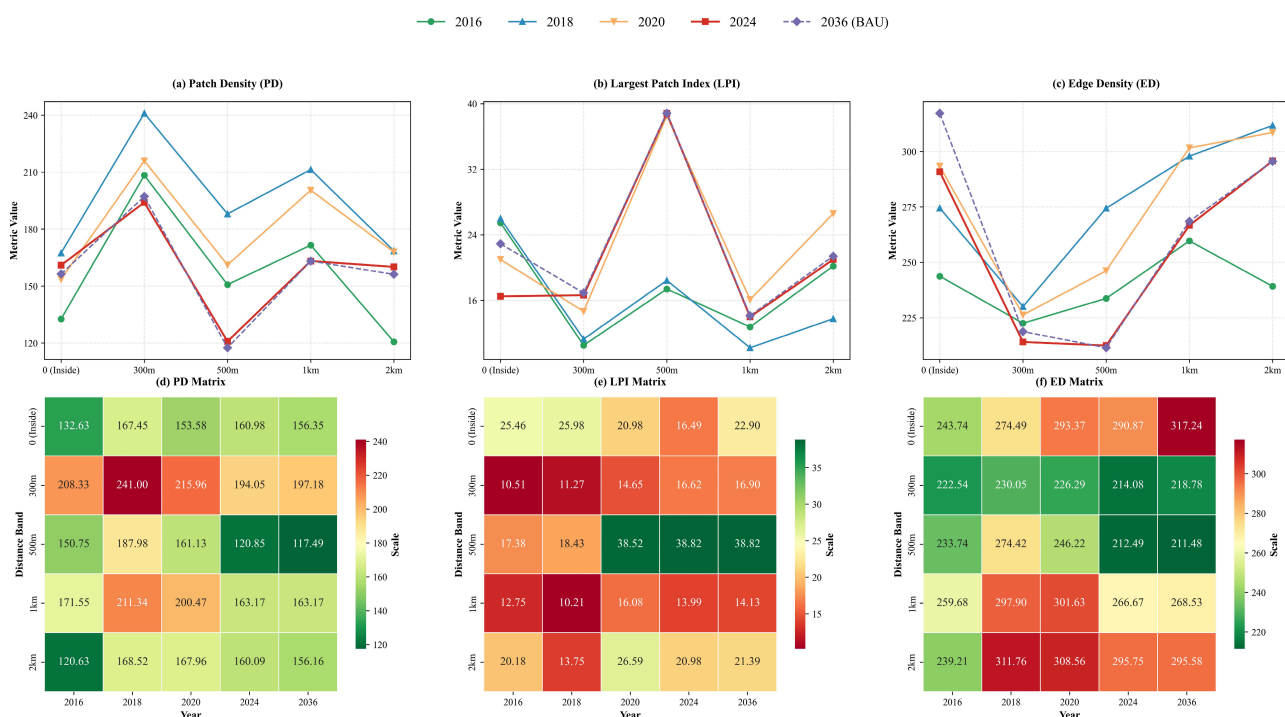 2016 2018 2020 2024 2036 (BAU)
(a) Patch Density (PD)
Metric Value
240
210
180
150
120
0 (Inside) 300m 500m 1km 2km
(b) Largest Patch Index (LPI)
Metric Value
40
32
24
16
0 (Inside) 300m 500m 1km 2km
(c) Edge Density (ED)
Metric Value
300
275
250
225
0 (Inside) 300m 500m 1km 2km
(d) PD Matrix
Distance Band
0 (Inside) 132.63 167.45 153.58 160.98 156.35
300m 208.33 241.00 215.96 194.05 197.18
500m 150.75 187.98 161.13 120.85 117.49
1km 171.55 211.34 200.47 163.17 163.17
2km 120.63 168.52 167.96 160.09 156.16
2016 2018 2020 2024 2036
Year
240
220
200
180
160
140
120
Scale
(e) LPI Matrix
Distance Band
0 (Inside) 25.46 25.98 20.98 16.49 22.90
300m 10.51 11.27 14.65 16.62 16.90
500m 17.38 18.43 38.52 38.82 38.82
1km 12.75 10.21 16.08 13.99 14.13
2km 20.18 13.75 26.59 20.98 21.39
2016 2018 2020 2024 2036
Year
35
30
25
20
15
Scale
(f) ED Matrix
Distance Band
0 (Inside) 243.74 274.49 293.37 290.87 317.24
300m 222.54 230.05 226.29 214.08 218.78
500m 233.74 274.42 246.22 212.49 211.48
1km 259.68 297.90 301.63 266.67 268.53
2km 239.21 311.76 308.56 295.75 295.58
2016 2018 2020 2024 2036
Year
300
280
260
240
220
Scale